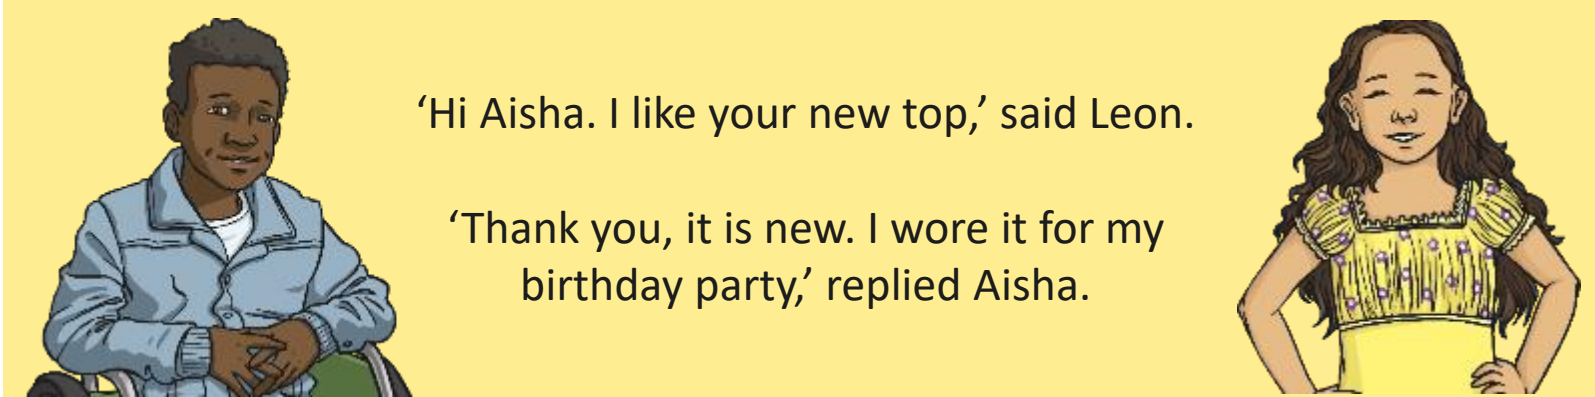 ‘Hi Aisha. I like your new top,’ said Leon.
‘Thank you, it is new. I wore it for my
birthday party,’ replied Aisha.